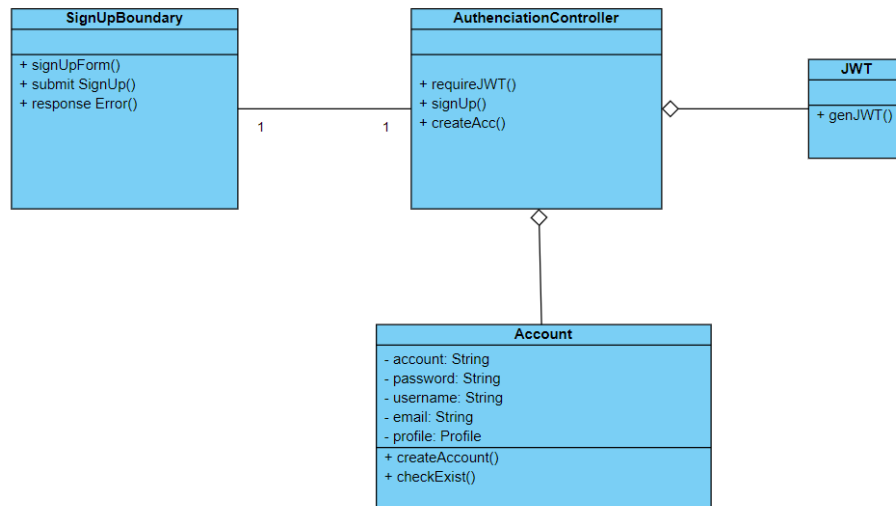 SignUpBoundary
+ signUpForm()
+ submit SignUp()
+ response Error()
1
1
AuthenciationController
+ requireJWT()
+ signUp()
+ createAcc()
JWT
+ genJWT()
Account
- account: String
- password: String
- username: String
- email: String
- profile: Profile
+ createAccount()
+ checkExist()